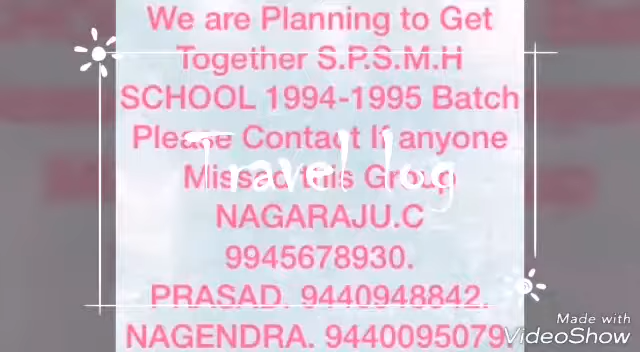 We are Planning to Get
Together S.P.S.M.H
SCHOOL 1994-1995 Batch
Please Contact If anyone
Missed this Group
Travel log
NAGARAJU.C
9945678930.
PRASAD. 9440948842.
NAGENDRA. 9440095079
Made with
VideoShow